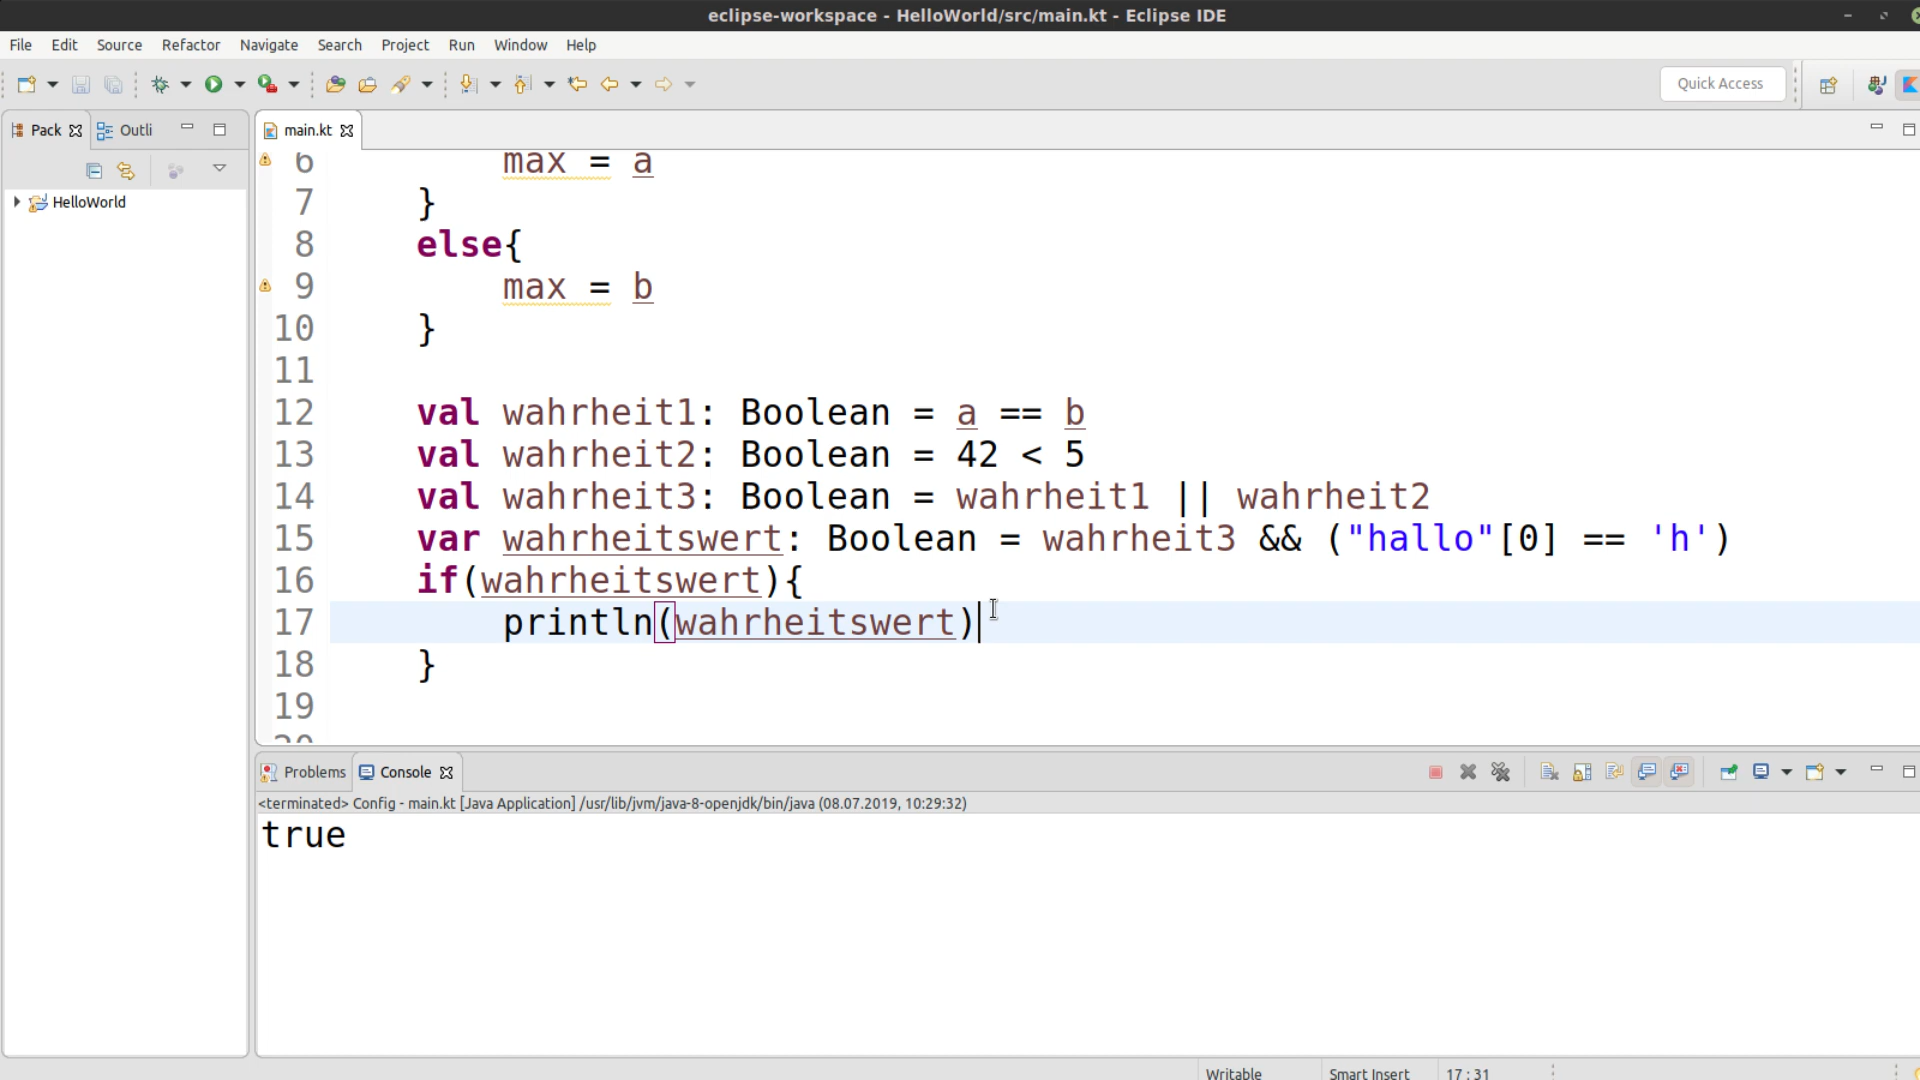 eclipse-workspace - HelloWorld/src/main.kt - Eclipse IDE
File Edit Source Refactor Navigate Search Project Run Window Help
Quick Access
Pack Outli
main.kt
HelloWorld
6 max = a
7 }
8 else{
9 max = b
10 }
11
12 val wahrheit1: Boolean = a == b
13 val wahrheit2: Boolean = 42 < 5
14 val wahrheit3: Boolean = wahrheit1 || wahrheit2
15 var wahrheitswert: Boolean = wahrheit3 && ("hallo"[0] == 'h')
16 if(wahrheitswert){
17 println(wahrheitswert)
18 }
19
20
Problems Console
<terminated> Config - main.kt [Java Application] /usr/lib/jvm/java-8-openjdk/bin/java (08.07.2019, 10:29:32)
true
Writable Smart Insert 17 : 31